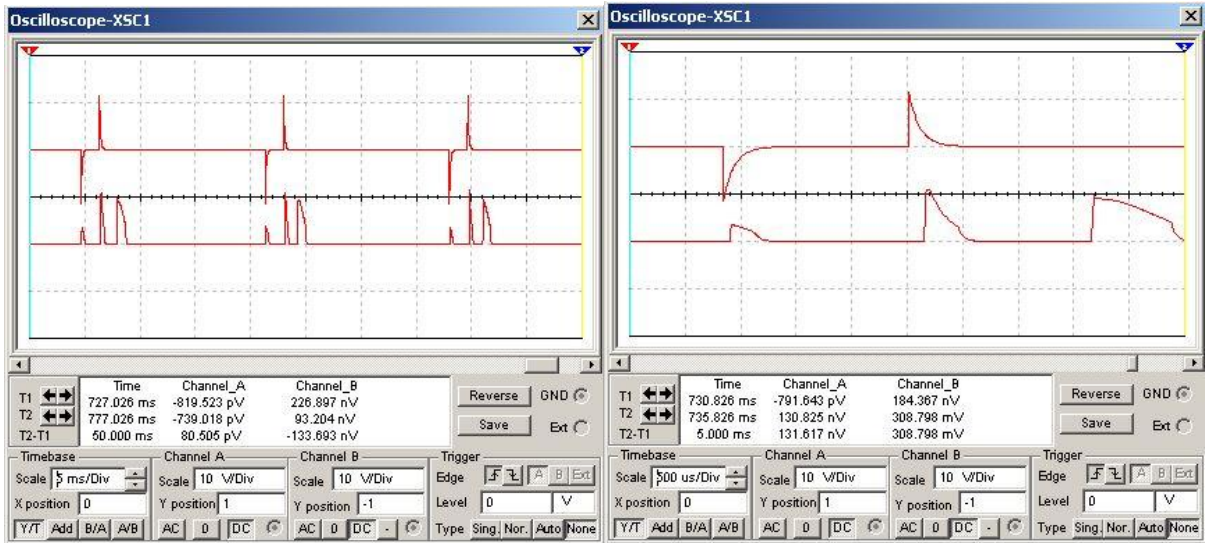 Oscilloscope-XSC1
1
2
Time Channel_A Channel_B
T1 727.026 ms -819.523 pV 226.897 nV
T2 777.026 ms -739.018 pV 93.204 nV
T2-T1 50.000 ms 80.505 pV -133.693 nV
Reverse GND
Save Ext
Timebase Channel A Channel B Trigger
Scale 5 ms/Div Scale 10 V/Div Scale 10 V/Div Edge A B Ext
X position 0 Y position 1 Y position -1 Level 0 V
Y/T Add B/A A/B AC 0 DC AC 0 DC - Type Sing. Nor. Auto None
Oscilloscope-XSC1
1
2
Time Channel_A Channel_B
T1 730.826 ms -791.643 pV 184.367 nV
T2 735.826 ms 130.825 nV 308.798 mV
T2-T1 5.000 ms 131.617 nV 308.798 mV
Reverse GND
Save Ext
Timebase Channel A Channel B Trigger
Scale 500 us/Div Scale 10 V/Div Scale 10 V/Div Edge A B Ext
X position 0 Y position 1 Y position -1 Level 0 V
Y/T Add B/A A/B AC 0 DC AC 0 DC - Type Sing. Nor. Auto None